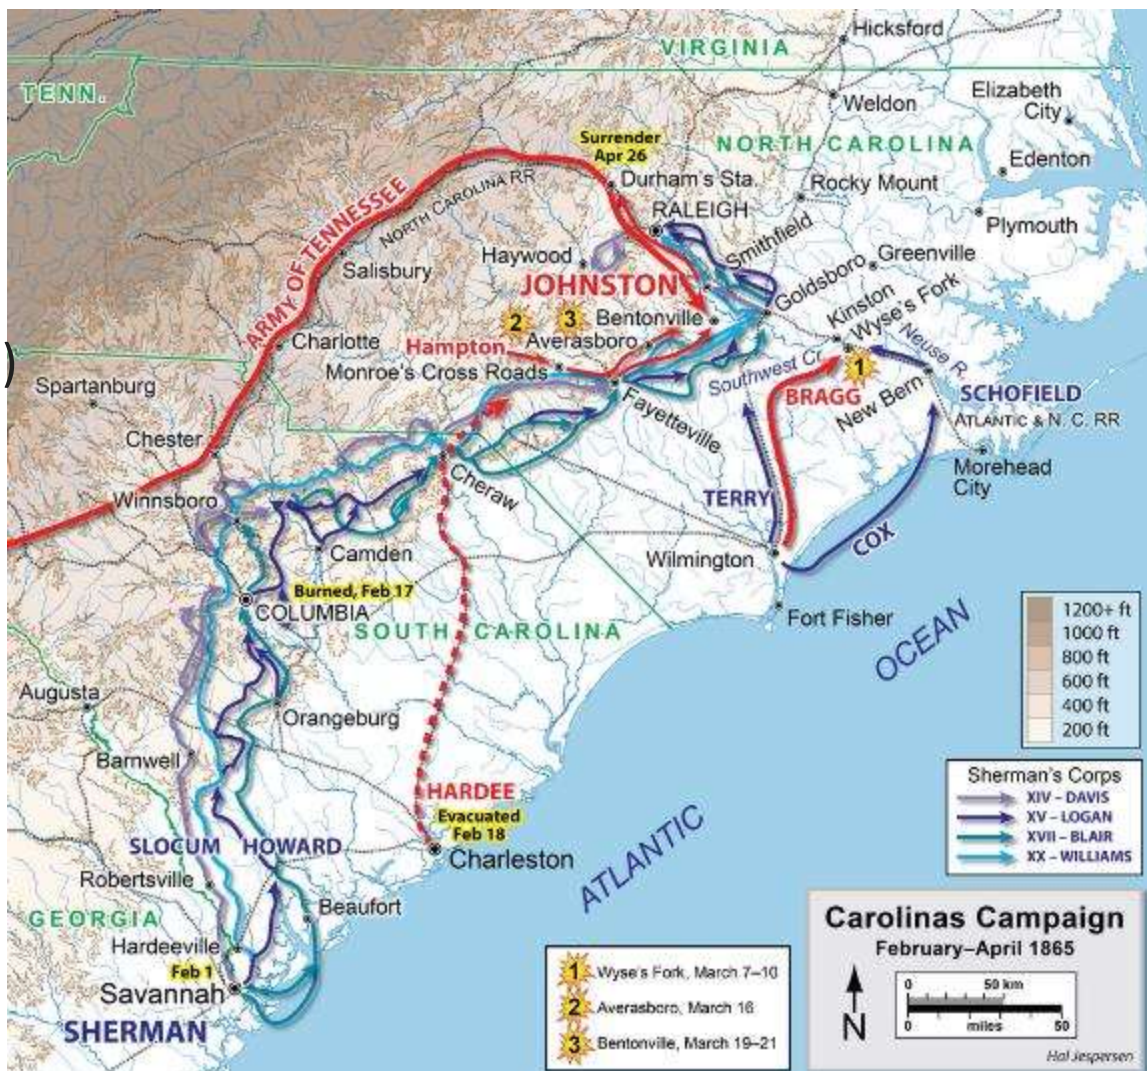 Hicksford
VIRGINIA
TENN.
Weldon
Elizabeth
City
NORTH CAROLINA
Surrender
Apr 26
Edenton
Durham's Sta.
Rocky Mount
ARMY OF TENNESSEE
NORTH CAROLINA RR
RALEIGH
Plymouth
Haywood
Smithfield
Greenville
Salisbury
JOHNSTON
Goldsboro
Kinston
Wyse's Fork
2
3
Bentonville
Averasboro
Charlotte
Hampton
Monroe's Cross Roads
Southwest Cr.
1
Neuse R.
)
Spartanburg
BRAGG
New Bern
SCHOFIELD
ATLANTIC & N. C. RR
Fayetteville
Chester
Morehead
City
Cheraw
Winnsboro
TERRY
COX
Camden
Wilmington
Burned, Feb 17
COLUMBIA
Fort Fisher
SOUTH CAROLINA
OCEAN
1200+ ft
1000 ft
800 ft
600 ft
400 ft
200 ft
Augusta
Orangeburg
Barnwell
HARDEE
Evacuated
Feb 18
Charleston
ATLANTIC
Sherman's Corps
XIV – DAVIS
XV – LOGAN
XVII – BLAIR
XX – WILLIAMS
SLOCUM HOWARD
Robertsville
GEORGIA
Beaufort
Hardeeville
Feb 1
Savannah
SHERMAN
1 Wyse's Fork, March 7–10
2 Averasboro, March 16
3 Bentonville, March 19–21
Carolinas Campaign
February–April 1865
N
0 50 km
0 miles 50
Hal Jespersen